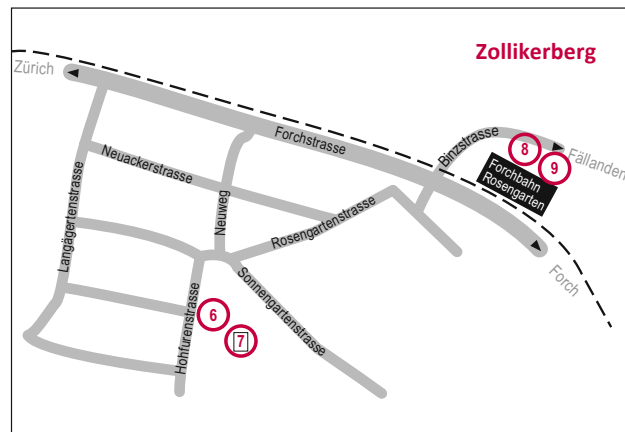 Zollikerberg
Zürich
Forchstrasse
Binzstrasse
8
9
Fällanden
Forchbahn
Rosengarten
Neuackerstrasse
Langägertenstrasse
Neuweg
Rosengartenstrasse
Forch
Hohfurenstrasse
Sonnengartenstrasse
6
7